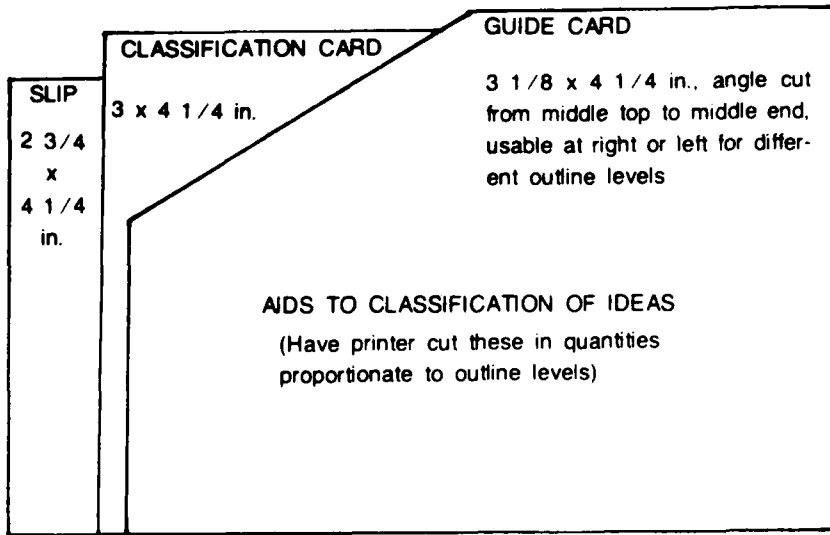 SLIP
2 3/4
x
4 1/4
in.
CLASSIFICATION CARD
3 x 4 1/4 in.
GUIDE CARD
3 1/8 x 4 1/4 in., angle cut
from middle top to middle end,
usable at right or left for differ-
ent outline levels
AIDS TO CLASSIFICATION OF IDEAS
(Have printer cut these in quantities
proportionate to outline levels)